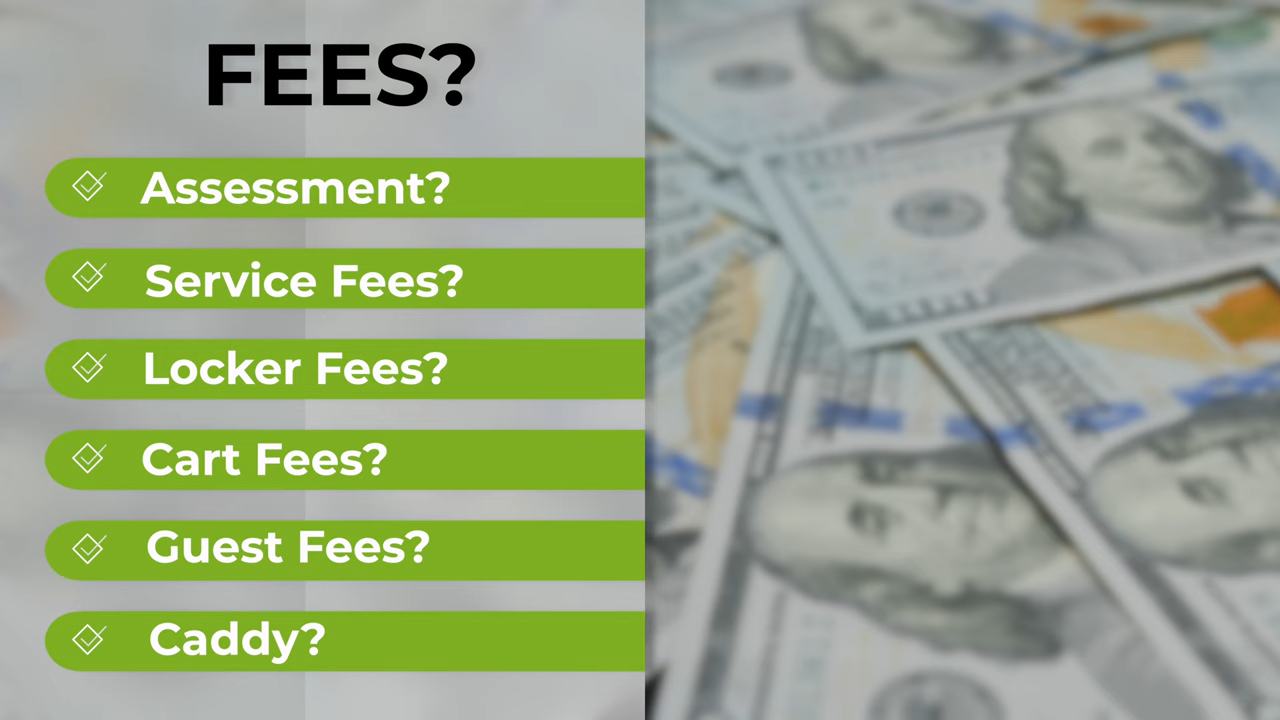 FEES?
Assessment?
Service Fees?
Locker Fees?
Cart Fees?
Guest Fees?
Caddy?